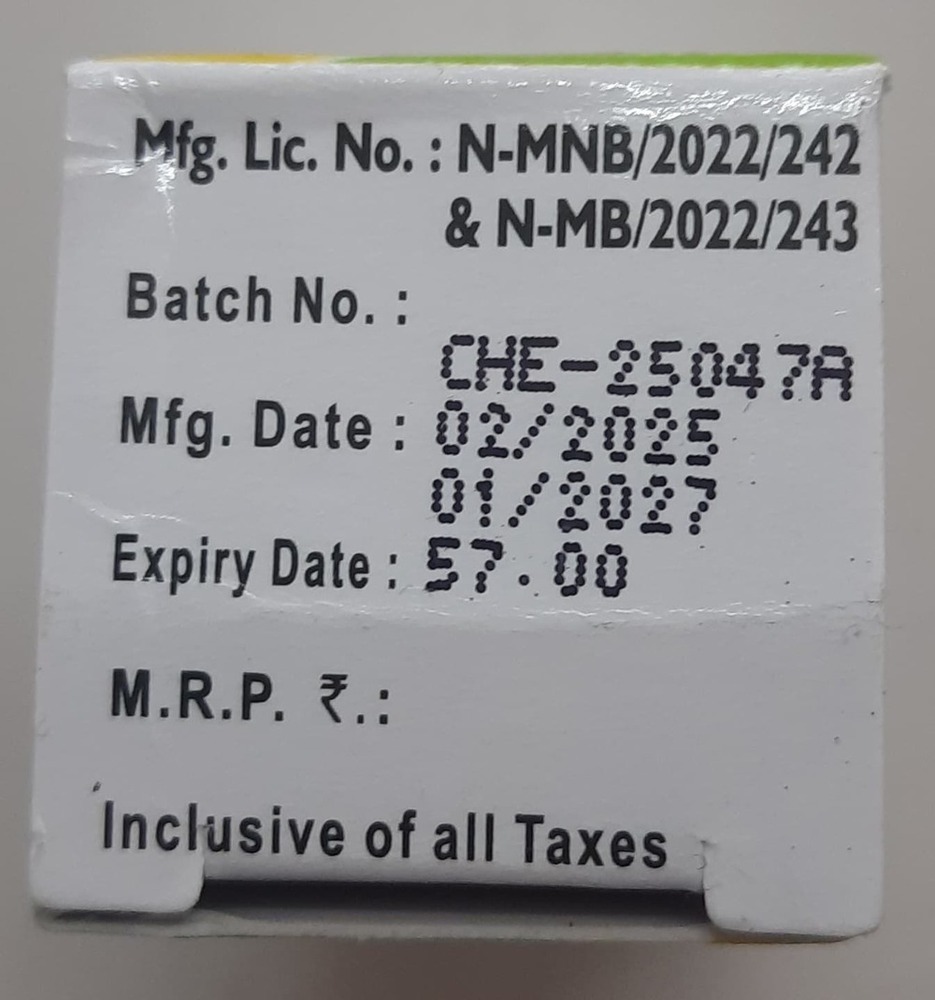 Mfg. Lic. No. : N-MNB/2022/242
& N-MB/2022/243
Batch No. :
CHE-25047A
Mfg. Date : 02/2025
01/2027
Expiry Date : 57.00
M.R.P. ₹.:
Inclusive of all Taxes